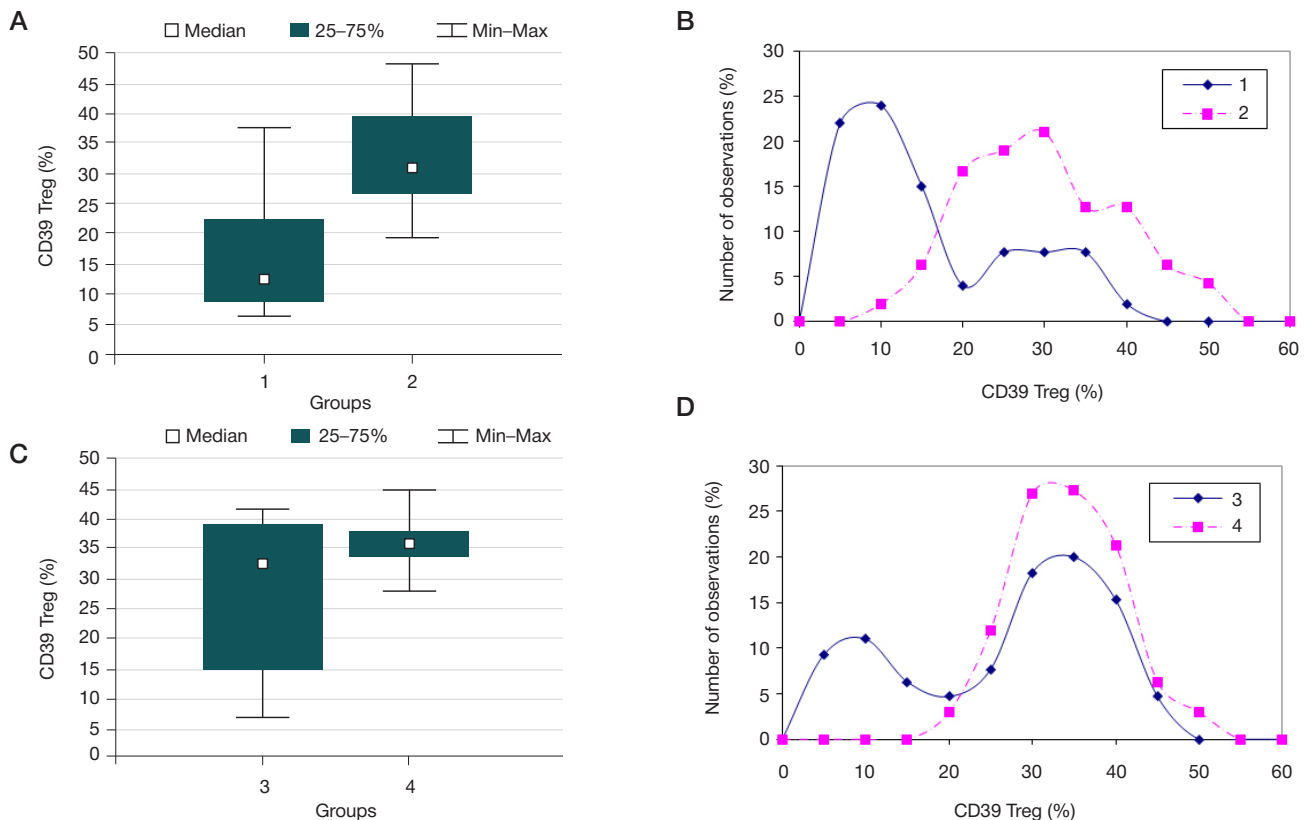 A
Median 25–75% Min–Max
CD39 Treg (%)
50
45
40
35
30
25
20
15
10
5
0
1 2
Groups
B
Number of observations (%)
30
25
20
15
10
5
0
1
2
0 10 20 30 40 50 60
CD39 Treg (%)
C
Median 25–75% Min–Max
CD39 Treg (%)
50
45
40
35
30
25
20
15
10
5
0
3 4
Groups
D
Number of observations (%)
30
25
20
15
10
5
0
3
4
0 10 20 30 40 50 60
CD39 Treg (%)